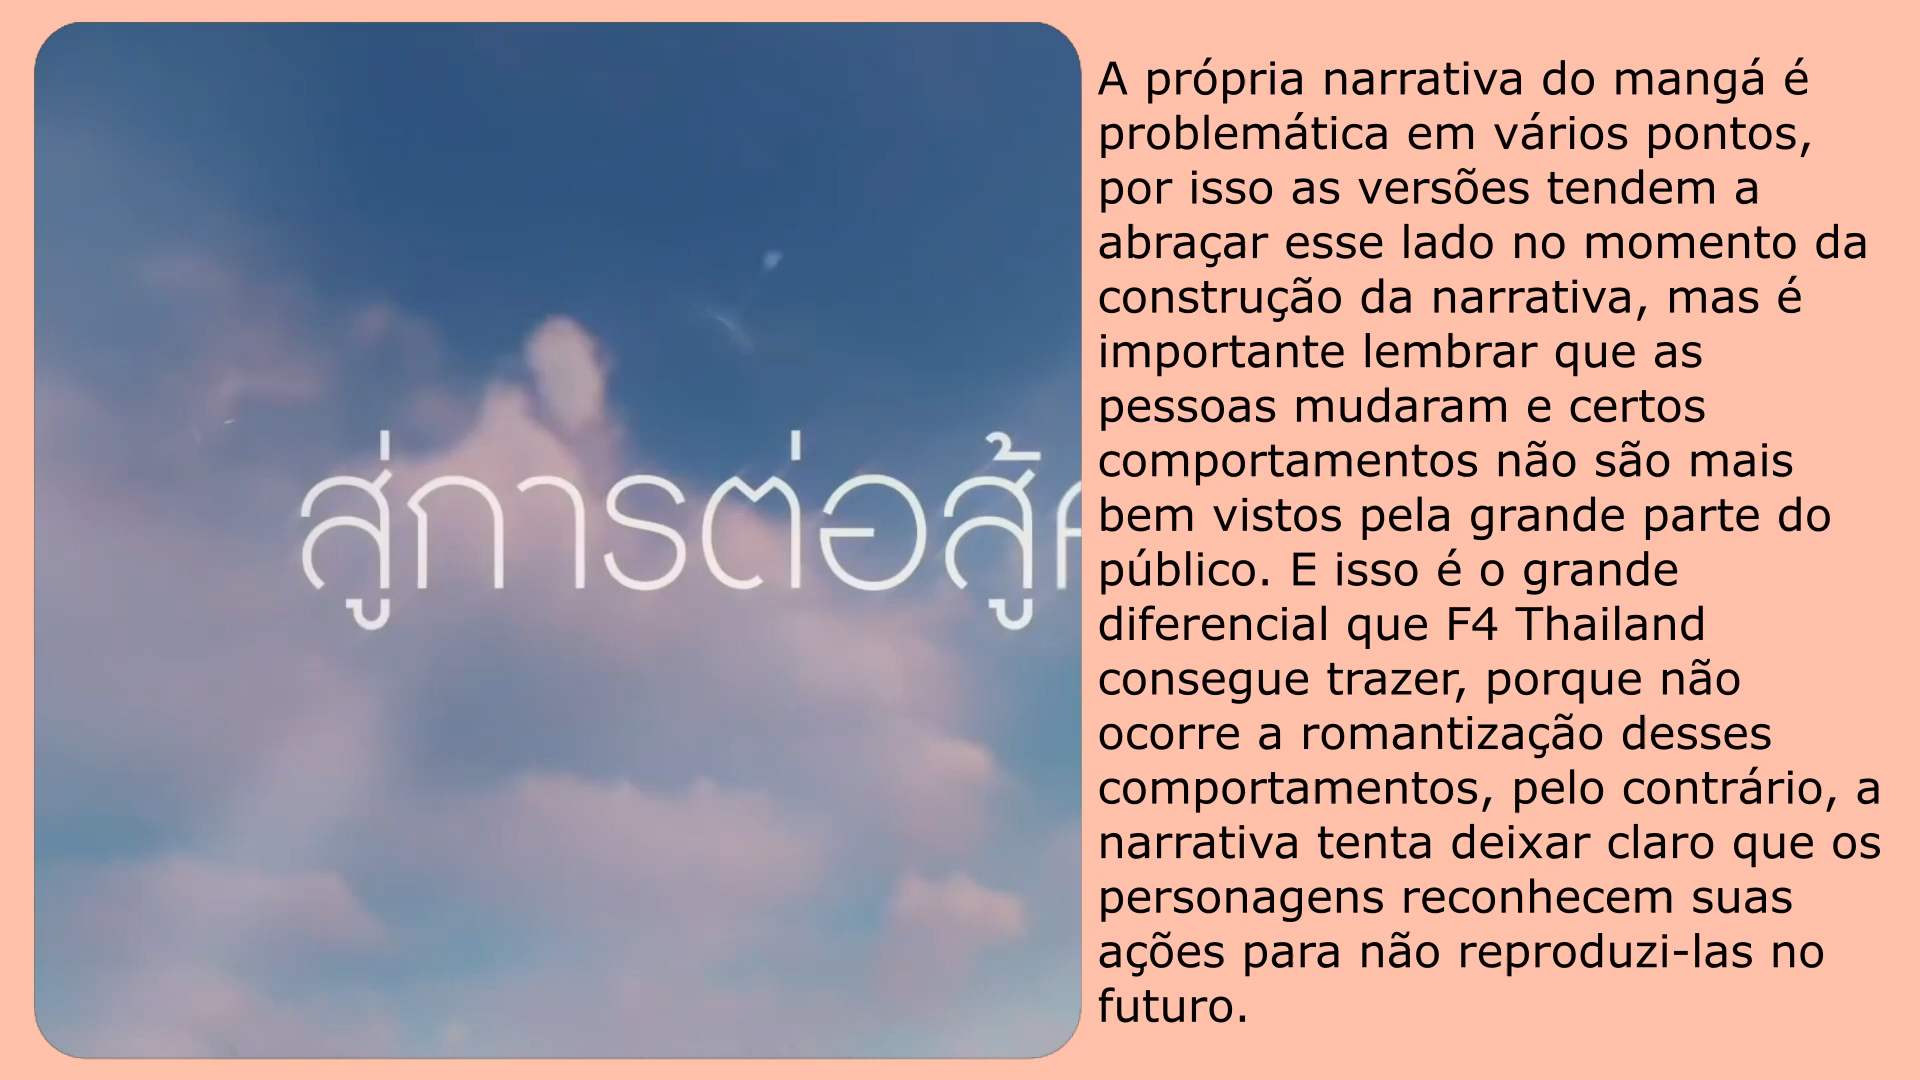 สู่การต่อสู้
A própria narrativa do mangá é
problemática em vários pontos,
por isso as versões tendem a
abraçar esse lado no momento da
construção da narrativa, mas é
importante lembrar que as
pessoas mudaram e certos
comportamentos não são mais
bem vistos pela grande parte do
público. E isso é o grande
diferencial que F4 Thailand
consegue trazer, porque não
ocorre a romantização desses
comportamentos, pelo contrário, a
narrativa tenta deixar claro que os
personagens reconhecem suas
ações para não reproduzi-las no
futuro.